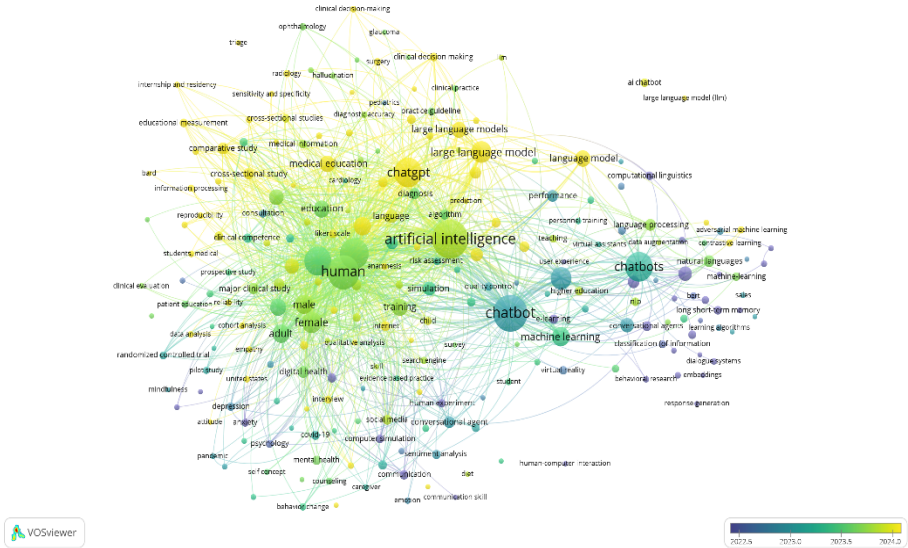 clinical decision-making
ophthalmology
glaucoma
triage
surgery
clinical decision making
llm
radiology
hallucination
ai chatbot
internship and residency
clinical practice
sensitivity and specificity
large language model (llm)
pediatrics
diagnostic accuracy
practice guideline
educational measurement
cross-sectional studies
large language models
medical information
comparative study
large language model
language model
medical education
bard
cross-sectional study
chatgpt
computational linguistics
cardiology
information processing
diagnosis
performance
prediction
education
reproducibility
consultation
language
algorithm
personnel training
language processing
adversarial machine learning
likert scale
clinical competence
artificial intelligence
teaching
virtual assistants
data augmentation
contrastive learning
students, medical
anamnesis
risk assessment
user experience
chatbots
natural languages
prospective study
human
machine-learning
clinical evaluation
major clinical study
simulation
quality control
higher education
bert
sales
patient education
reliability
male
training
nlp
long short-term memory
chatbot
e-learning
data analysis
cohort analysis
female
internet
child
conversational agents
learning algorithms
adult
qualitative analysis
survey
machine learning
classification of information
randomized controlled trial
empathy
search engine
dialogue systems
pilot study
digital health
skill
virtual reality
embeddings
united states
evidence based practice
student
behavioral research
mindfulness
interview
human experiment
response generation
depression
attitude
anxiety
social media
conversational agent
covid-19
computer simulation
psychology
pandemic
sentiment analysis
mental health
human-computer interaction
self concept
communication
diet
counseling
caregiver
behavior change
emotion
communication skill
VOSviewer
2022.5 2023.0 2023.5 2024.0